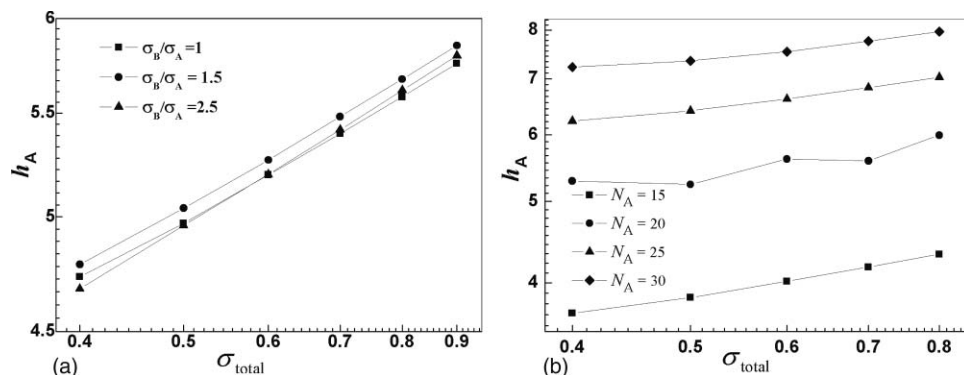 6
5.5
5
4.5
h_A
σ_B/σ_A =1
σ_B/σ_A = 1.5
σ_B/σ_A =2.5
0.4 0.5 0.6 0.7 0.8 0.9
(a) σ_total
8
7
6
5
4
h_A
N_A = 15
N_A = 20
N_A = 25
N_A = 30
0.4 0.5 0.6 0.7 0.8
(b) σ_total